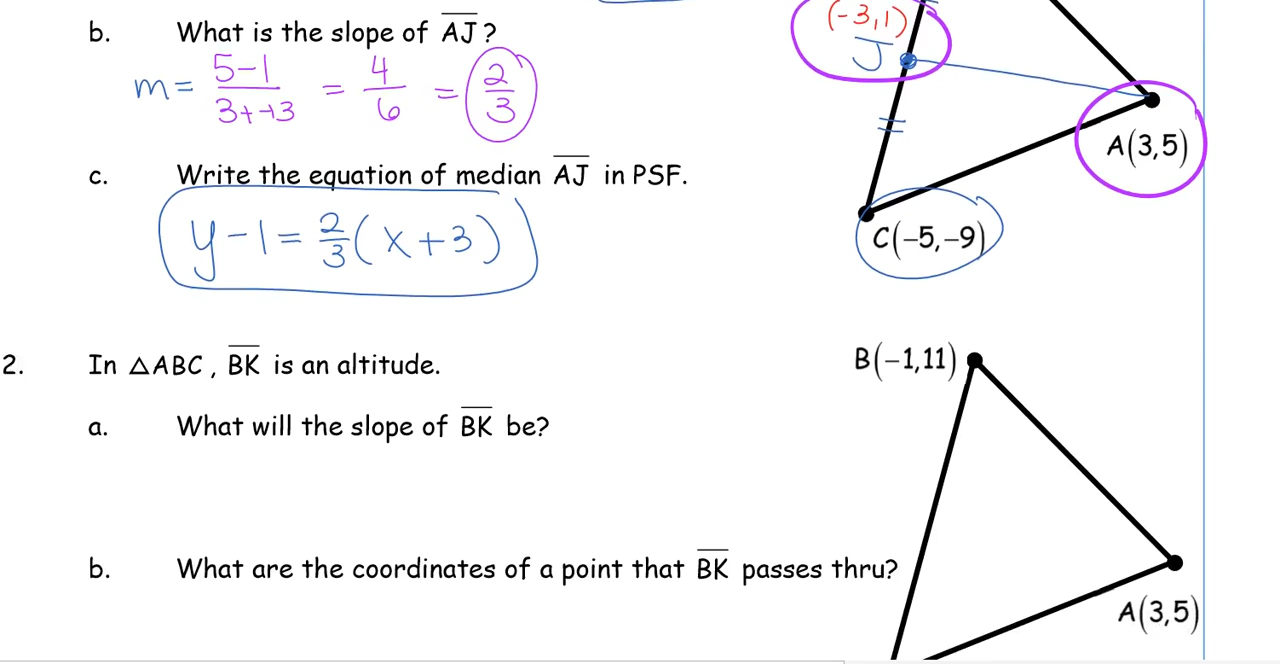 b. What is the slope of AJ?
m = 5-1 / 3+-+3 = 4/6 = 2/3
c. Write the equation of median AJ in PSF.
y - 1 = 2/3 (x + 3)
(-3,1)
J
A(3,5)
C(-5,-9)
2. In △ABC, BK is an altitude.
a. What will the slope of BK be?
b. What are the coordinates of a point that BK passes thru?
B(-1,11)
A(3,5)